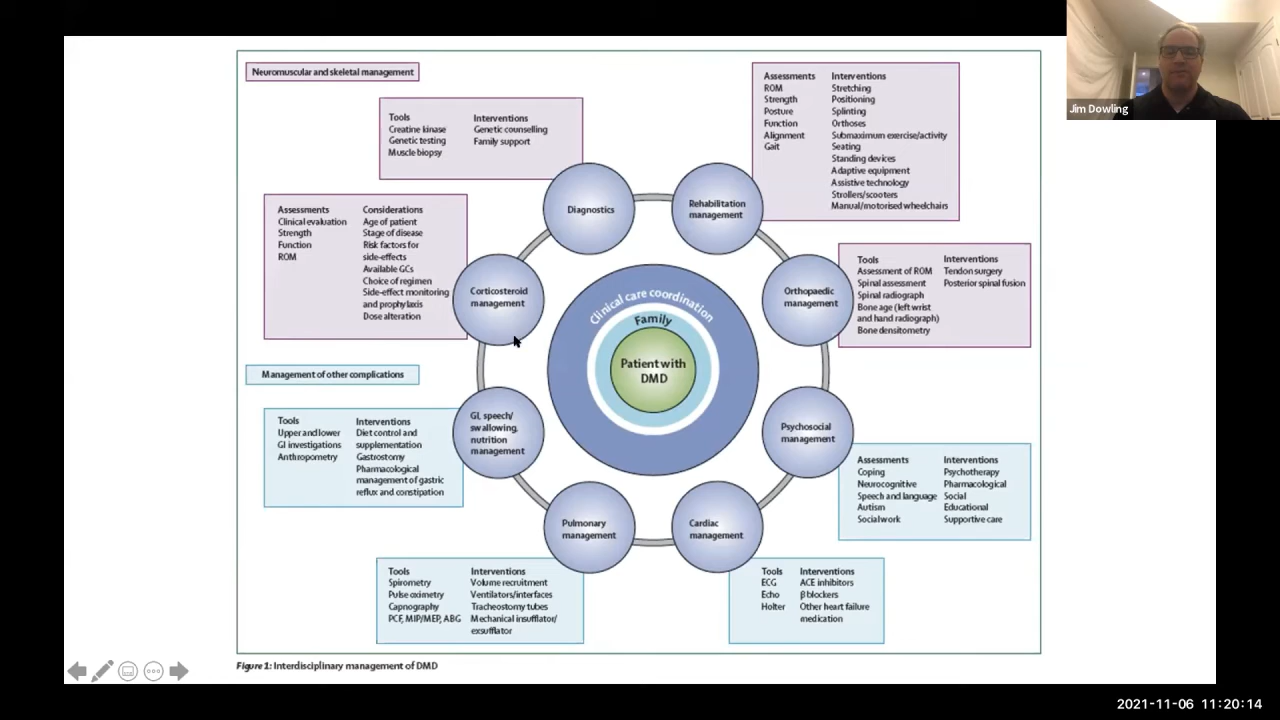 Jim Dowling
Neuromuscular and skeletal management
Tools
Creatine kinase
Genetic testing
Muscle biopsy
Interventions
Genetic counselling
Family support
Diagnostics
Assessments
ROM
Strength
Posture
Function
Alignment
Gait
Interventions
Stretching
Positioning
Splinting
Orthoses
Submaximum exercise/activity
Seating
Standing devices
Adaptive equipment
Assistive technology
Strollers/scooters
Manual/motorised wheelchairs
Rehabilitation
management
Assessments
Clinical evaluation
Strength
Function
ROM
Considerations
Age of patient
Stage of disease
Risk factors for
side-effects
Available GCs
Choice of regimen
Side-effect monitoring
and prophylaxis
Dose alteration
Corticosteroid
management
Orthopaedic
management
Tools
Assessment of ROM
Spinal assessment
Spinal radiograph
Bone age (left wrist
and hand radiograph)
Bone densitometry
Interventions
Tendon surgery
Posterior spinal fusion
Clinical care coordination
Family
Patient with
DMD
Management of other complications
Tools
Upper and lower
GI investigations
Anthropometry
Interventions
Diet control and
supplementation
Gastrostomy
Pharmacological
management of gastric
reflux and constipation
GI, speech/
swallowing,
nutrition
management
Psychosocial
management
Assessments
Coping
Neurocognitive
Speech and language
Autism
Social work
Interventions
Psychotherapy
Pharmacological
Social
Educational
Supportive care
Pulmonary
management
Cardiac
management
Tools
Spirometry
Pulse oximetry
Capnography
PCF, MIP/MEP, ABG
Interventions
Volume recruitment
Ventilators/interfaces
Tracheostomy tubes
Mechanical insufflator/
exsufflator
Tools
ECG
Echo
Holter
Interventions
ACE inhibitors
β blockers
Other heart failure
medication
Figure 1: Interdisciplinary management of DMD
2021-11-06 11:20:14